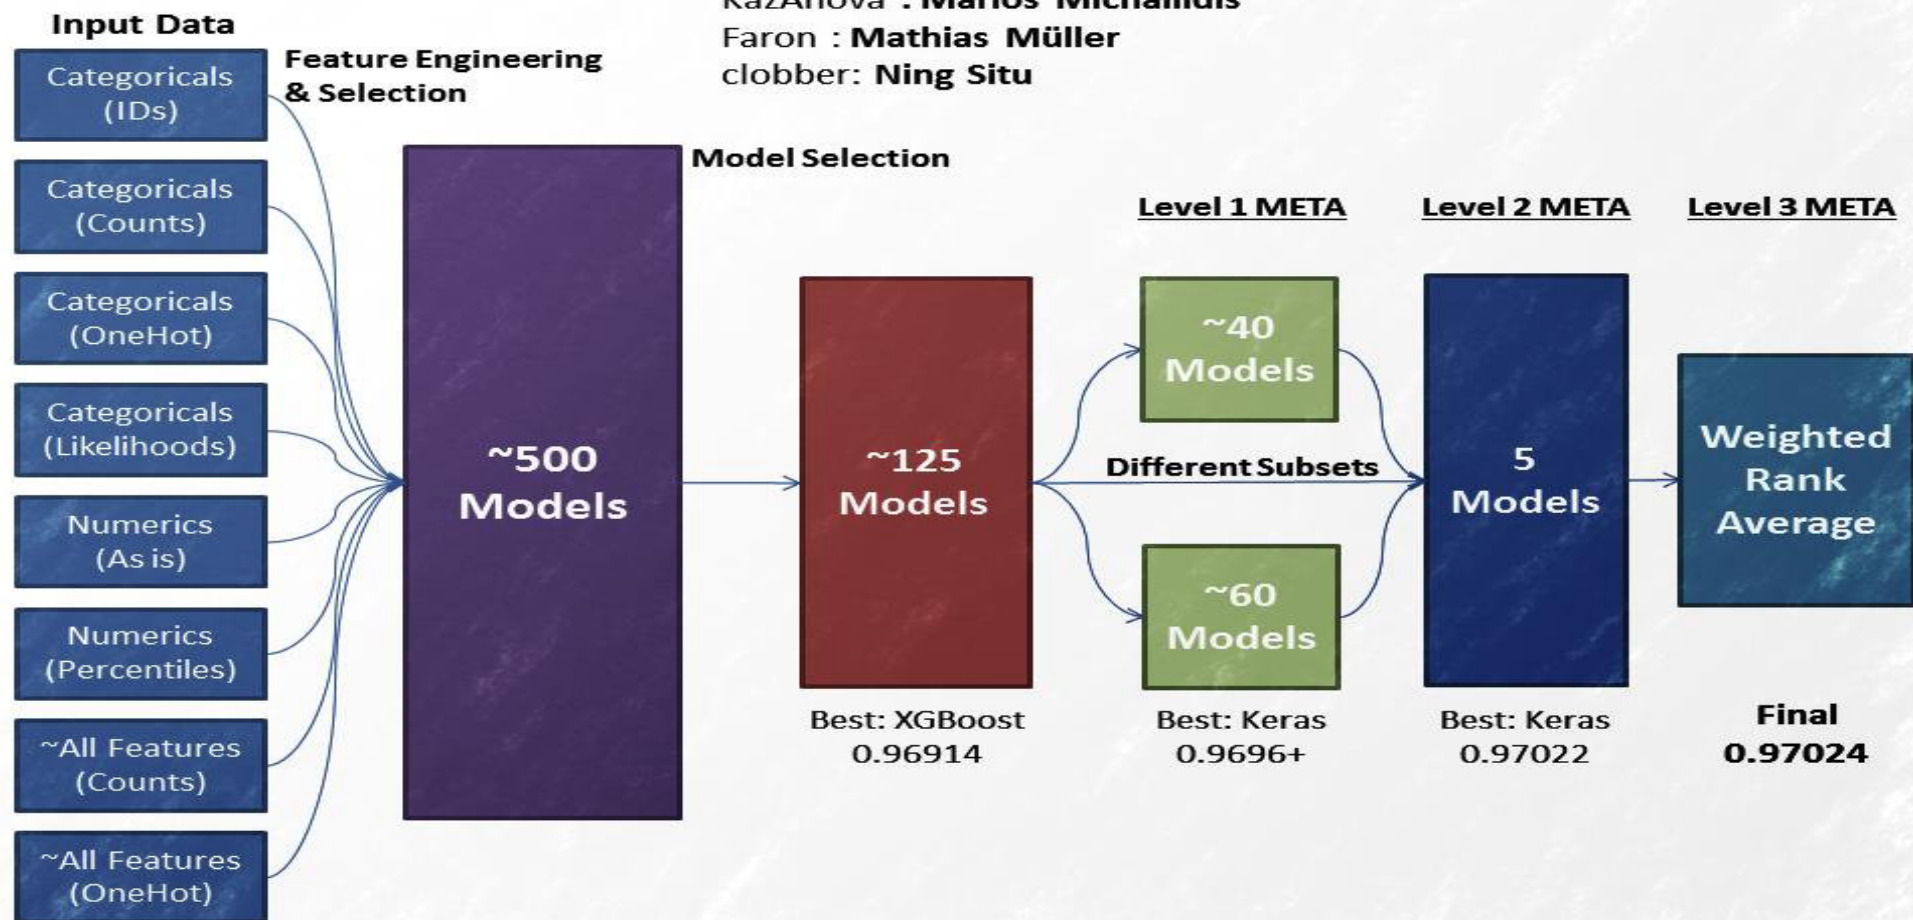 KazAnova : Marios Michailidis
Faron : Mathias Müller
clobber: Ning Situ
Input Data
Feature Engineering
& Selection
Categoricals
(IDs)
Categoricals
(Counts)
Categoricals
(OneHot)
Categoricals
(Likelihoods)
Numerics
(As is)
Numerics
(Percentiles)
~All Features
(Counts)
~All Features
(OneHot)
~500
Models
Model Selection
~125
Models
Best: XGBoost
0.96914
Level 1 META
~40
Models
Different Subsets
~60
Models
Best: Keras
0.9696+
Level 2 META
5
Models
Best: Keras
0.97022
Level 3 META
Weighted
Rank
Average
Final
0.97024